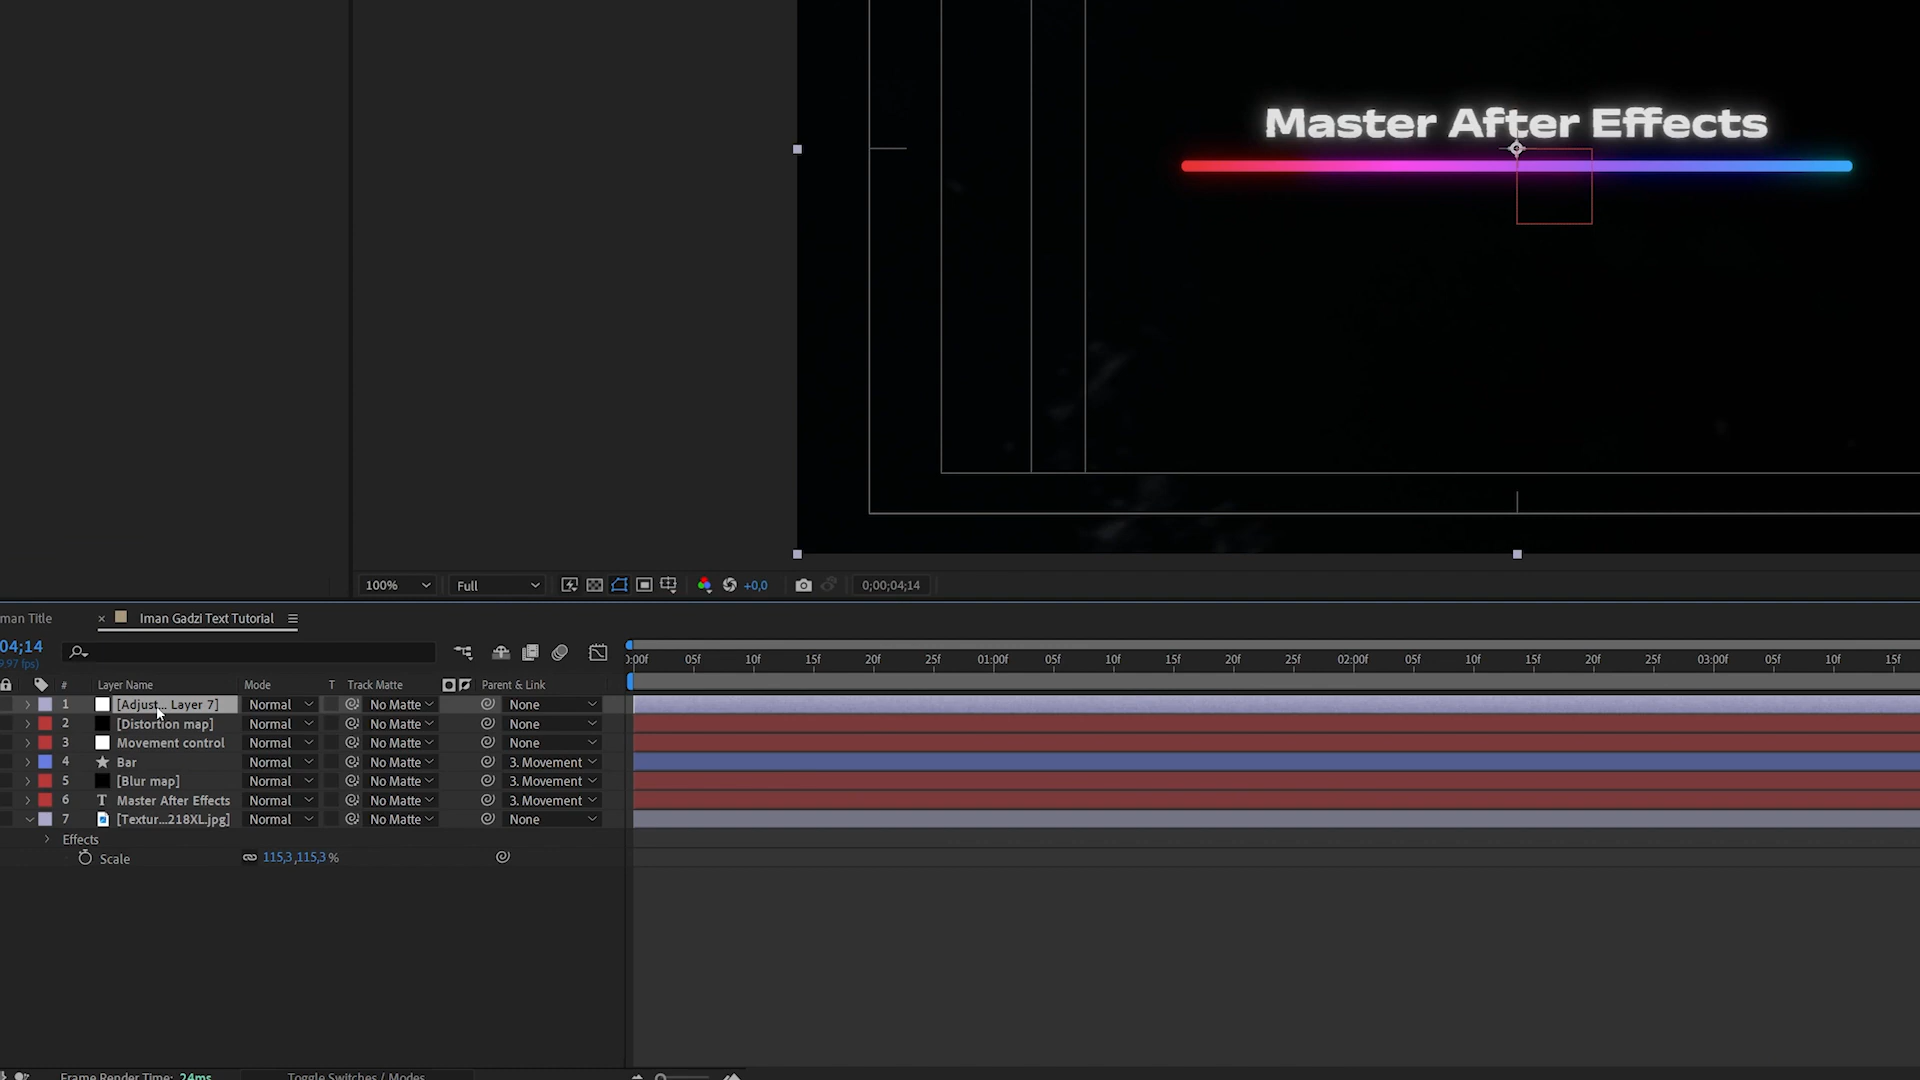 Master After Effects
100% Full +0,0 0;00;04;14
man Title × Iman Gadzi Text Tutorial
04;14
9.97 fps)
:00f 05f 10f 15f 20f 25f 01:00f 05f 10f 15f 20f 25f 02:00f 05f 10f 15f 20f 25f 03:00f 05f 10f 15f
# Layer Name Mode T Track Matte Parent & Link
1 [Adjust... Layer 7] Normal No Matte None
2 [Distortion map] Normal No Matte None
3 Movement control Normal No Matte None
4 Bar Normal No Matte 3. Movement
5 [Blur map] Normal No Matte 3. Movement
6 T Master After Effects Normal No Matte 3. Movement
7 [Textur...218XL.jpg] Normal No Matte None
Effects
Scale 115,3,115,3 %
Frame Render Time: 24ms Toggle Switches / Modes